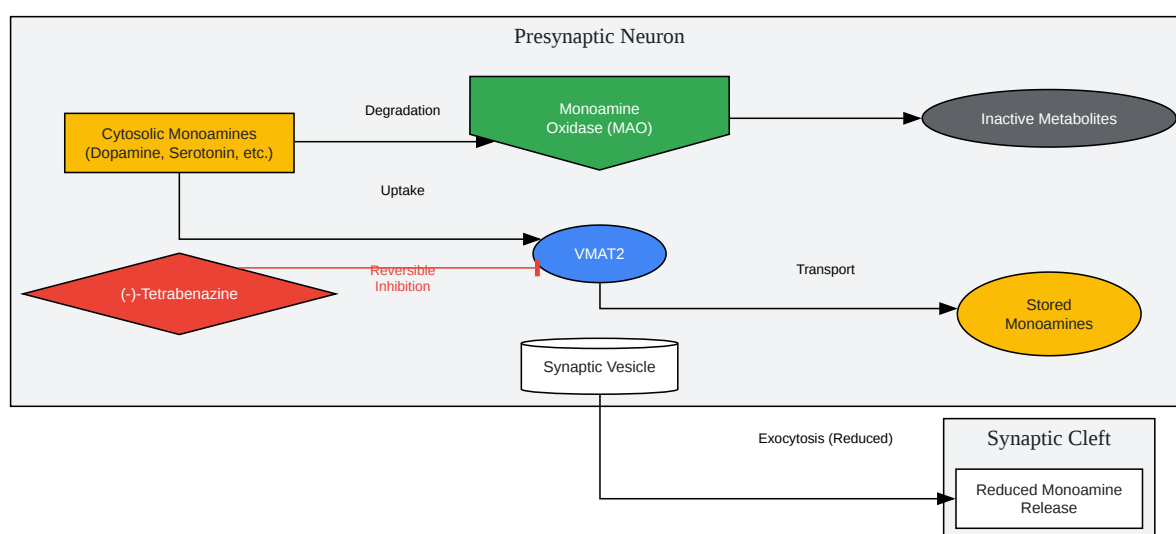 Presynaptic Neuron
Degradation
Monoamine
Oxidase (MAO)
Inactive Metabolites
Cytosolic Monoamines
(Dopamine, Serotonin, etc.)
Uptake
VMAT2
Reversible
Inhibition
Transport
(-)-Tetrabenazine
Stored
Monoamines
Synaptic Vesicle
Exocytosis (Reduced)
Synaptic Cleft
Reduced Monoamine
Release